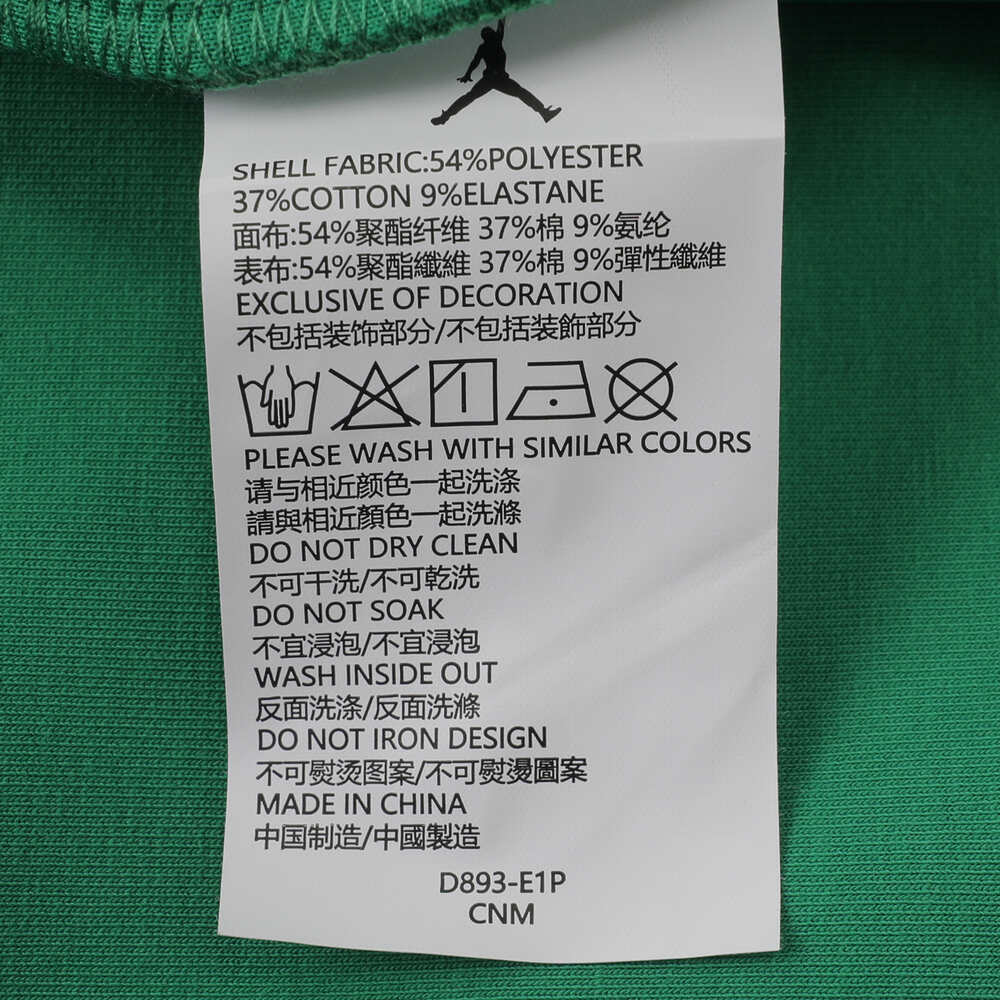 SHELL FABRIC:54%POLYESTER
37%COTTON 9%ELASTANE
面布:54%聚酯纤维 37%棉 9%氨纶
表布:54%聚酯纖維 37%棉 9%彈性纖維
EXCLUSIVE OF DECORATION
不包括装饰部分/不包括装飾部分
PLEASE WASH WITH SIMILAR COLORS
请与相近颜色一起洗涤
請與相近顏色一起洗滌
DO NOT DRY CLEAN
不可干洗/不可乾洗
DO NOT SOAK
不宜浸泡/不宜浸泡
WASH INSIDE OUT
反面洗涤/反面洗滌
DO NOT IRON DESIGN
不可熨烫图案/不可熨燙圖案
MADE IN CHINA
中国制造/中國製造
D893-E1P
CNM